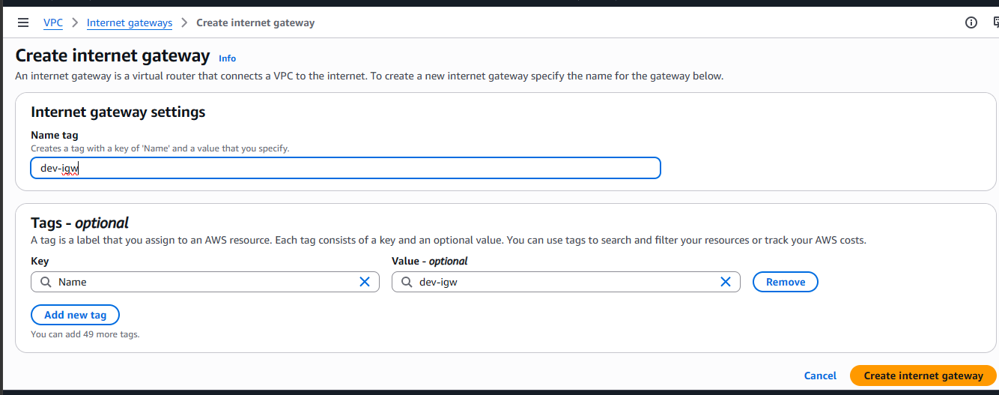 VPC > Internet gateways > Create internet gateway
Create internet gateway Info
An internet gateway is a virtual router that connects a VPC to the internet. To create a new internet gateway specify the name for the gateway below.
Internet gateway settings
Name tag
Creates a tag with a key of 'Name' and a value that you specify.
dev-igw
Tags - optional
A tag is a label that you assign to an AWS resource. Each tag consists of a key and an optional value. You can use tags to search and filter your resources or track your AWS costs.
Key Value - optional
Name dev-igw Remove
Add new tag
You can add 49 more tags.
Cancel Create internet gateway